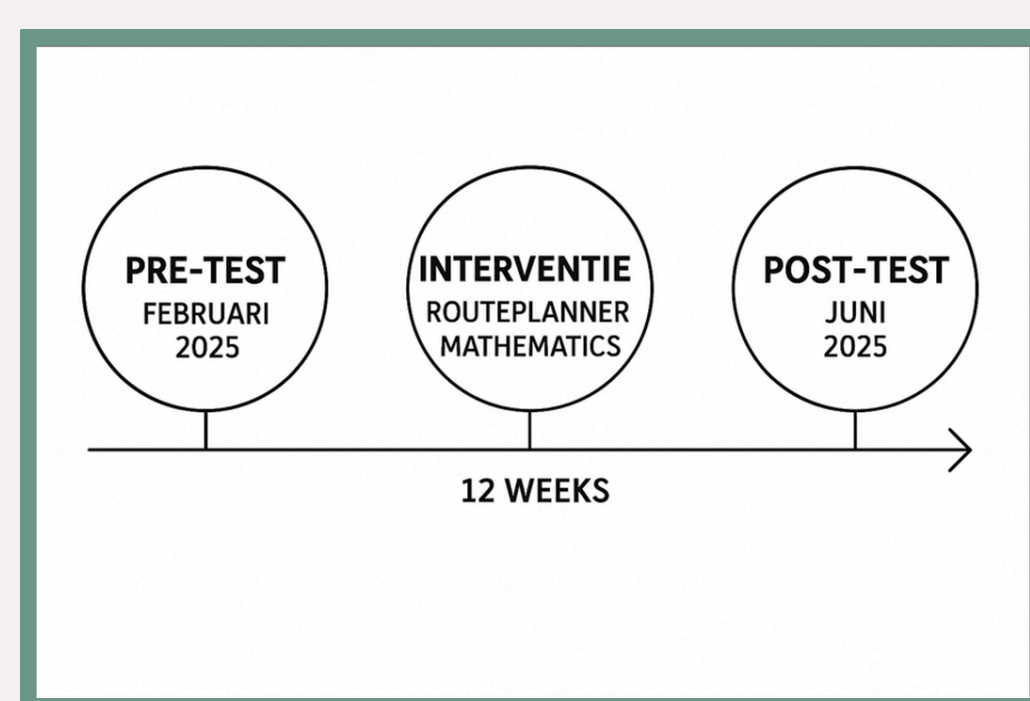 PRE-TEST
FEBRUARI
2025
INTERVENTIE
ROUTEPLANNER
MATHEMATICS
POST-TEST
JUNI
2025
12 WEEKS